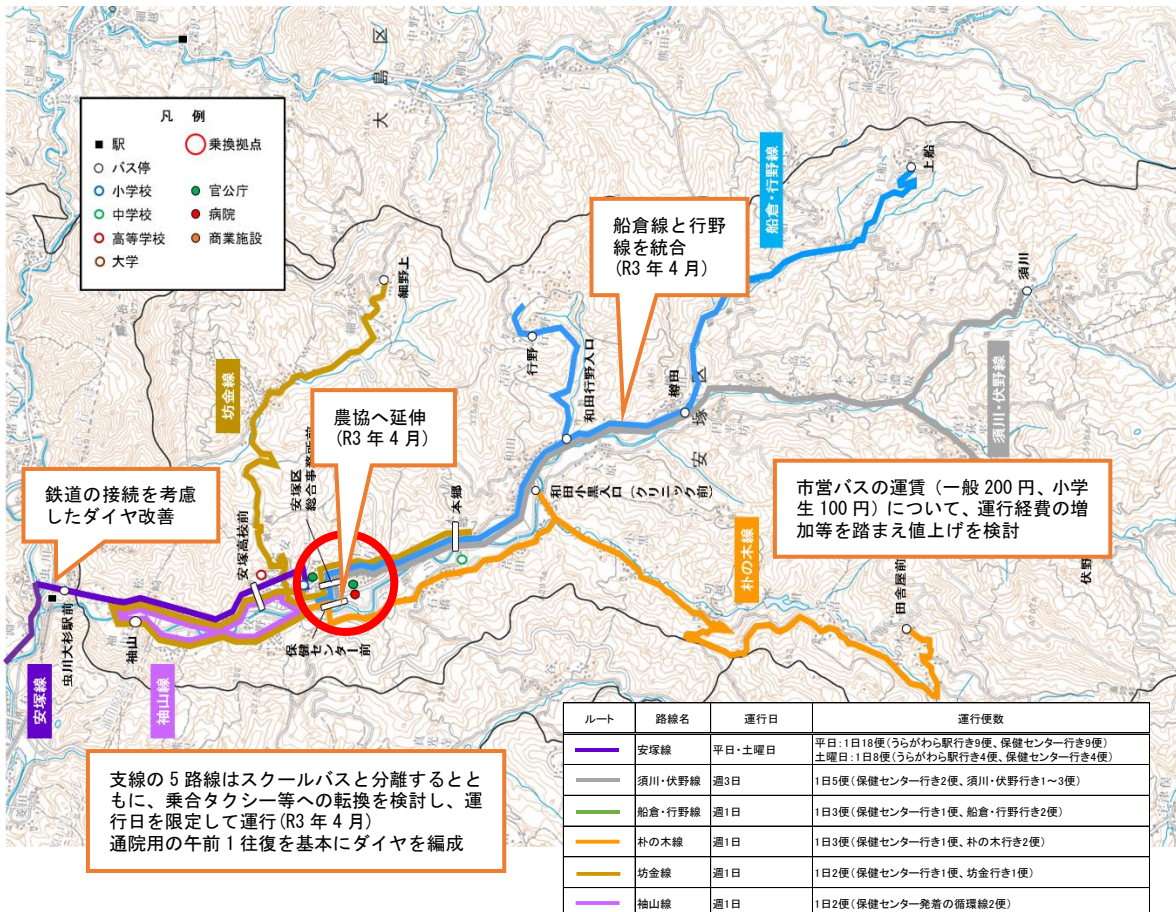 凡 例
駅
乗換拠点
バス停
小学校
官公庁
中学校
病院
高等学校
商業施設
大学
大島区
船倉線と行野
線を統合
(R3 年 4 月)
船倉・行野線
上船
須川
細野上
坊金線
農協へ延伸
(R3 年 4 月)
行野
和田行野入口
樽田
安塚区
須川・伏野線
鉄道の接続を考慮
したダイヤ改善
安塚高校前
安塚区
総合事務所前
本郷
和田小黒入口(クリニック前)
市営バスの運賃(一般 200 円、小学
生 100 円)について、運行経費の増
加等を踏まえ値上げを検討
朴の木線
田舎屋前
伏野
虫川大杉駅前
袖山
保健センター前
安塚線
袖山線
支線の 5 路線はスクールバスと分離するとと
もに、乗合タクシー等への転換を検討し、運
行日を限定して運行(R3 年 4 月)
通院用の午前 1 往復を基本にダイヤを編成
ルート 路線名 運行日 運行便数
安塚線 平日・土曜日 平日:1日18便(うらがわら駅行き9便、保健センター行き9便)
土曜日:1日8便(うらがわら駅行き4便、保健センター行き4便)
須川・伏野線 週3日 1日5便(保健センター行き2便、須川・伏野行き1~3便)
船倉・行野線 週1日 1日3便(保健センター行き1便、船倉・行野行き2便)
朴の木線 週1日 1日3便(保健センター行き1便、朴の木行き2便)
坊金線 週1日 1日2便(保健センター行き1便、坊金行き1便)
袖山線 週1日 1日2便(保健センター発着の循環線2便)